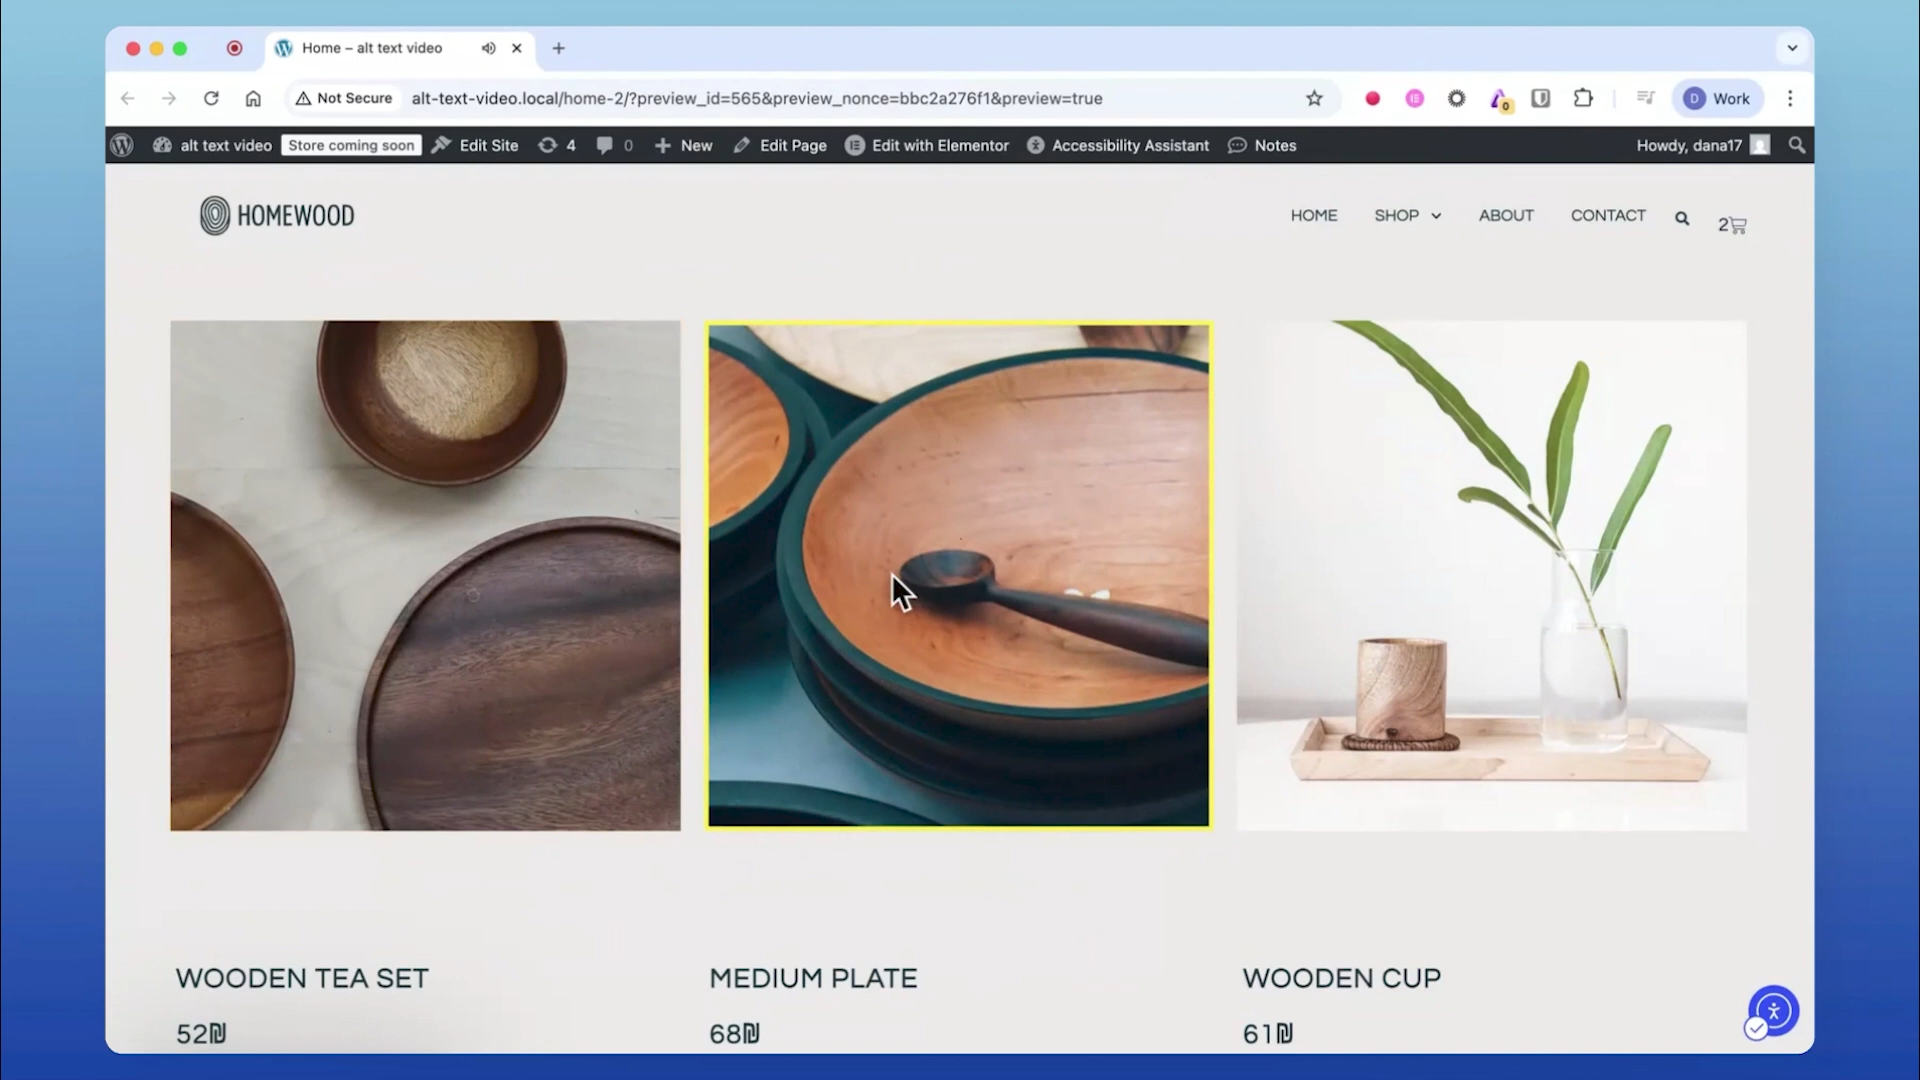 Home – alt text video
Not Secure
alt-text-video.local/home-2/?preview_id=565&preview_nonce=bbc2a276f1&preview=true
0
D
Work
alt text video
Store coming soon
Edit Site
4
0
New
Edit Page
Edit with Elementor
Accessibility Assistant
Notes
Howdy, dana17
HOMEWOOD
HOME
SHOP
ABOUT
CONTACT
2
WOODEN TEA SET
MEDIUM PLATE
WOODEN CUP
52₪
68₪
61₪